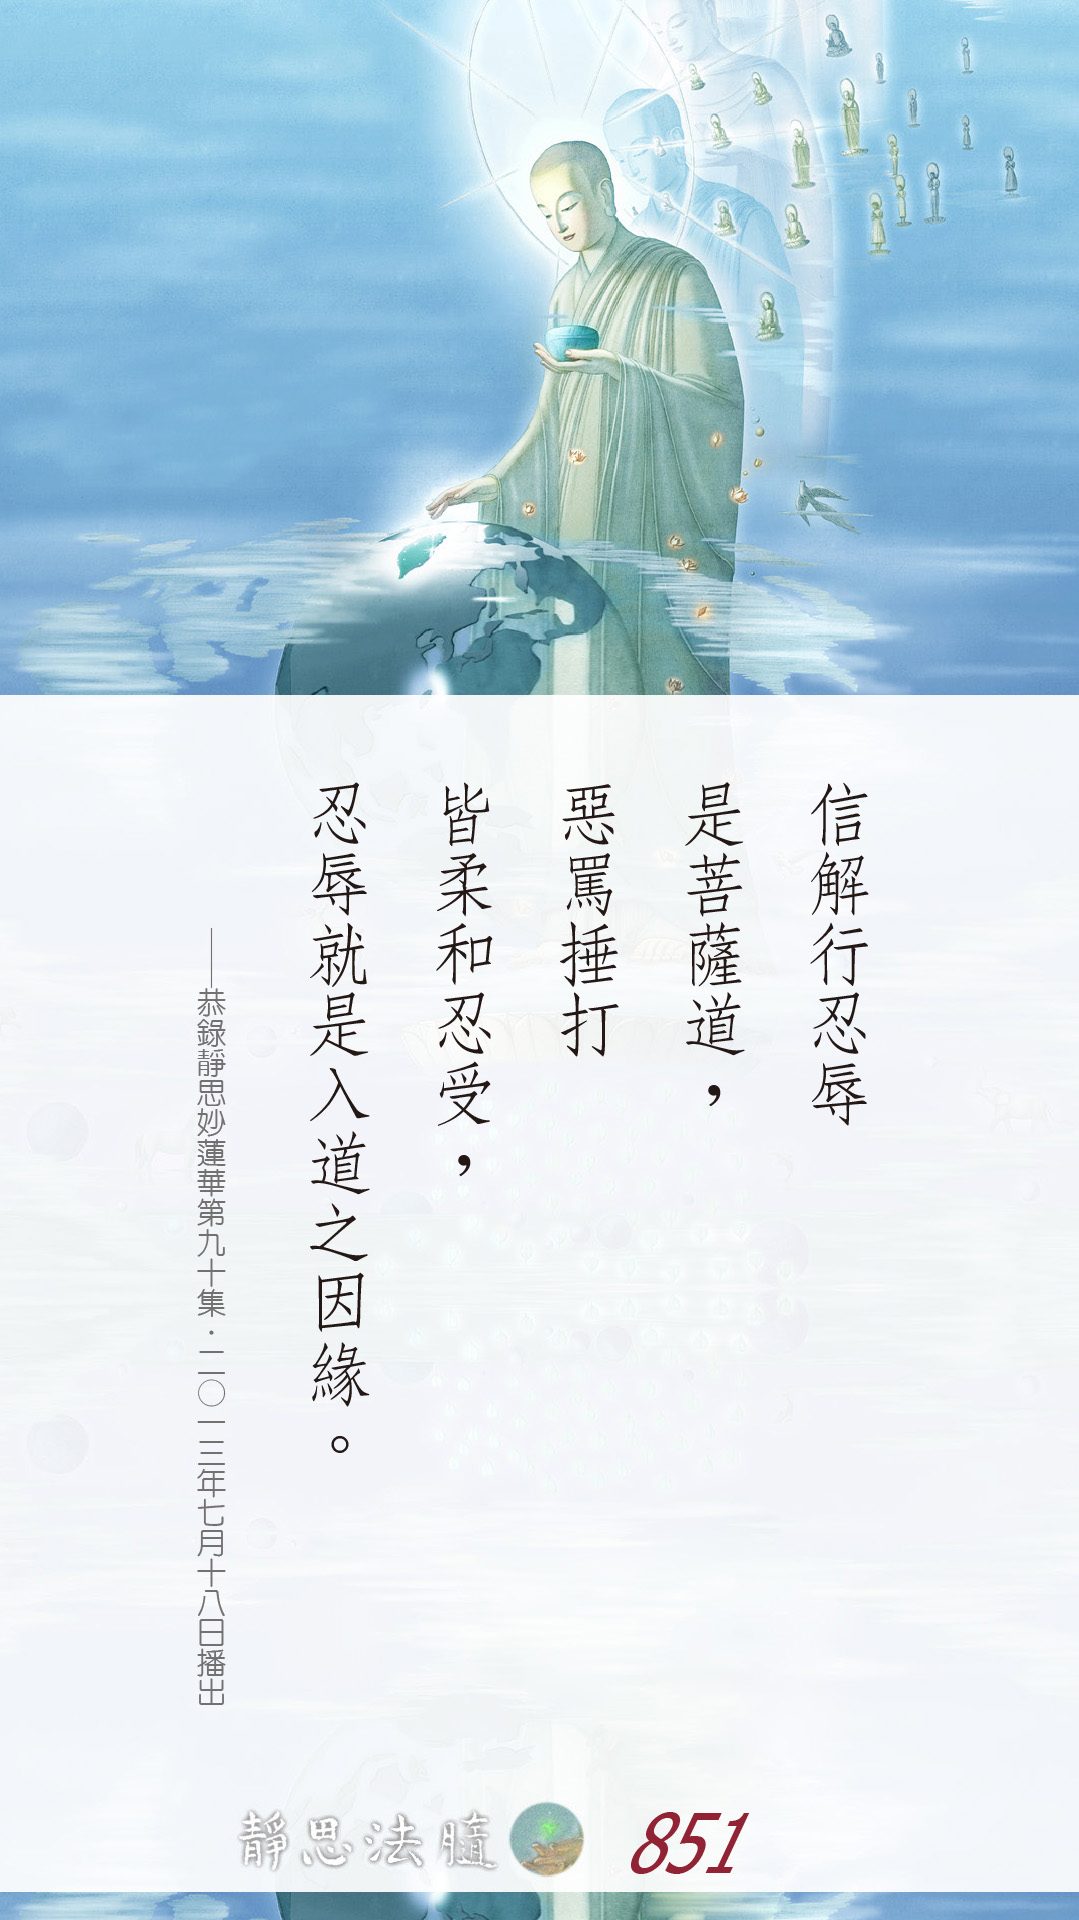 信解行忍辱
是菩薩道，
惡罵捶打
皆柔和忍受，
忍辱就是入道之因緣。
——恭錄靜思妙蓮華第九十集．二〇一三年七月十八日播出
靜思法髓
851